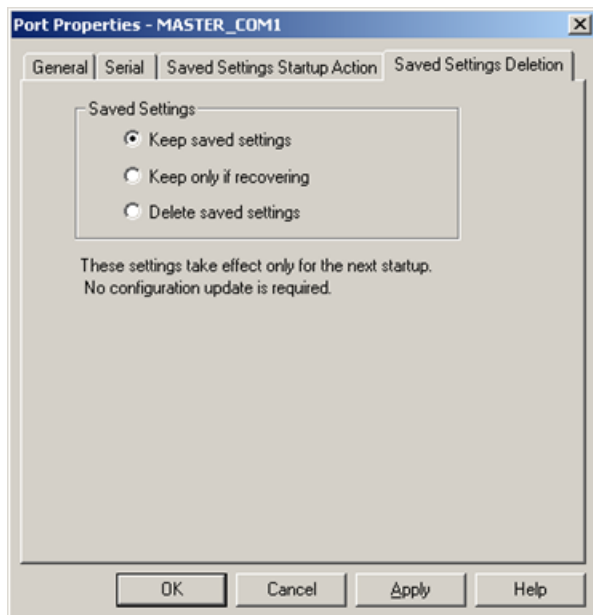 Port Properties - MASTER_COM1
General Serial Saved Settings Startup Action Saved Settings Deletion
Saved Settings
Keep saved settings
Keep only if recovering
Delete saved settings
These settings take effect only for the next startup.
No configuration update is required.
OK Cancel Apply Help